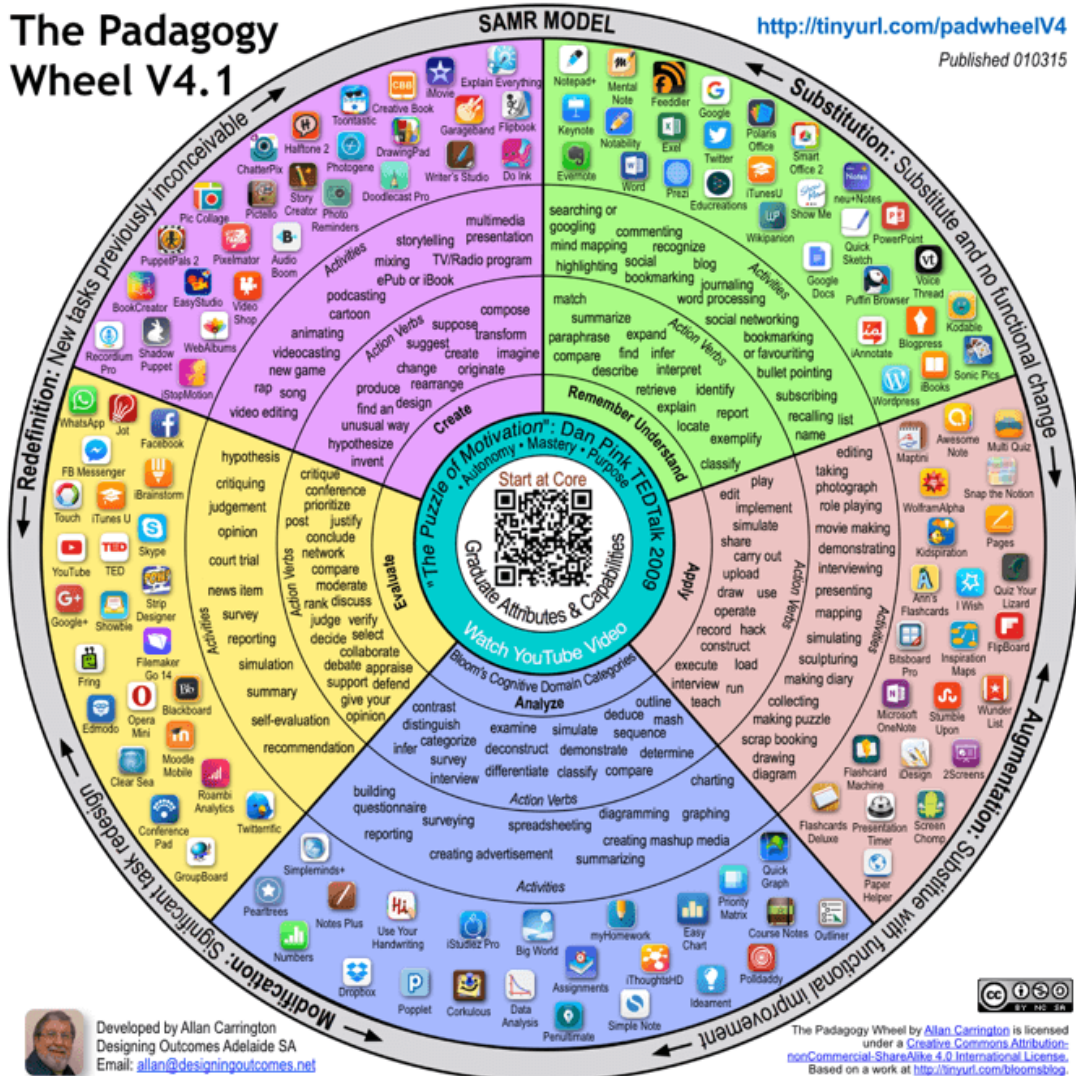 The Padagogy
Wheel V4.1
http://tinyurl.com/padwheelV4
Published 010315
SAMR MODEL
Substitution: Substitute and no functional change
Augmentation: Substitute with functional improvement
Modification: Significant task redesign
Redefinition: New tasks previously inconceivable
"The Puzzle of Motivation": Dan Pink TEDTalk 2009
• Autonomy • Mastery • Purpose
Start at Core
Graduate Attributes & Capabilities
Watch YouTube Video
Bloom's Cognitive Domain Categories
Remember Understand
Action Verbs
match
summarize
paraphrase expand
compare find infer
describe interpret
retrieve identify
explain report
locate
exemplify
classify
Activities
searching or
googling commenting
mind mapping recognize
highlighting social blog
bookmarking journaling
word processing
social networking
bookmarking
or favouriting
bullet pointing
subscribing
recalling list
name
Notepad+
Mental
Note
Feeddler
Google
Keynote
Notability
Exel
Twitter
Polaris
Office
Smart
Office 2
Evernote
Word
Prezi
Educreations
iTunesU
Show Me
neu+Notes
Wikipanion
Quick
Sketch
PowerPoint
Google
Docs
Puffin Browser
Voice
Thread
iAnnotate
Blogpress
Kodable
Wordpress
iBooks
Sonic Pics
Apply
Action Verbs
play
edit
implement
simulate
share
carry out
upload
draw use
operate
record hack
construct
execute load
interview run
teach
Activities
editing
taking
photograph
role playing
movie making
demonstrating
interviewing
presenting
mapping
simulating
sculpturing
making diary
collecting
making puzzle
scrap booking
drawing
diagram
Maptini
Awesome
Note
Multi Quiz
WolframAlpha
Snap the Notion
Kidspiration
Pages
Ann's
Flashcards
I Wish
Quiz Your
Lizard
Bitsboard
Pro
Inspiration
Maps
FlipBoard
Microsoft
OneNote
Stumble
Upon
Wunder
List
Flashcard
Machine
iDesign
2Screens
Flashcards
Deluxe
Presentation
Timer
Screen
Chomp
Paper
Helper
Analyze
contrast
distinguish
infer categorize
survey
interview
examine simulate
deconstruct demonstrate
differentiate classify compare
outline
deduce mash
sequence
determine
Action Verbs
building
questionnaire
reporting
surveying
spreadsheeting
creating advertisement
charting
diagramming graphing
creating mashup media
summarizing
Activities
Simpleminds+
Pearltrees
Notes Plus
Use Your
Handwriting
Numbers
iStudiez Pro
Big World
myHomework
Easy
Chart
Priority
Matrix
Quick
Graph
Course Notes
Outliner
Dropbox
Popplet
Corkulous
Data
Analysis
Assignments
iThoughtsHD
Polldaddy
Penultimate
Simple Note
Ideament
Evaluate
Action Verbs
critique
conference
prioritize
post justify
conclude
network
compare
moderate
rank discuss
judge verify
decide select
collaborate
debate appraise
support defend
give your
opinion
Activities
hypothesis
critiquing
judgement
opinion
court trial
news item
survey
reporting
simulation
summary
self-evaluation
recommendation
WhatsApp
Jot
Facebook
FB Messenger
iBrainstorm
Touch
iTunes U
Skype
YouTube
TED
Strip
Designer
Google+
Showbie
Filemaker
Go 14
Fring
Opera
Mini
Blackboard
Edmodo
Moodle
Mobile
Clear Sea
Roambi
Analytics
Conference
Pad
Twitterrific
GroupBoard
Create
Action Verbs
compose
suppose transform
suggest
create imagine
change originate
produce rearrange
find an design
unusual way
hypothesize
invent
Activities
multimedia
storytelling presentation
mixing TV/Radio program
ePub or iBook
podcasting
cartoon
animating
videocasting
new game
rap song
video editing
Explain Everything
iMovie
Creative Book
Toontastic
GarageBand
Flipbook
Halftone 2
DrawingPad
ChatterPix
Photogene
Writer's Studio
Do Ink
Doodlecast Pro
Pic Collage
Pictello
Story
Creator
Photo
Reminders
PuppetPals 2
Pixelmator
Audio
Boom
BookCreator
EasyStudio
Video
Shop
Recordium
Pro
Shadow
Puppet
WebAlbums
iStopMotion
Developed by Allan Carrington
Designing Outcomes Adelaide SA
Email: allan@designingoutcomes.net
cc
BY NC SA
The Padagogy Wheel by Allan Carrington is licensed
under a Creative Commons Attribution-
nonCommercial-ShareAlike 4.0 International License.
Based on a work at http://tinyurl.com/bloomsblog.